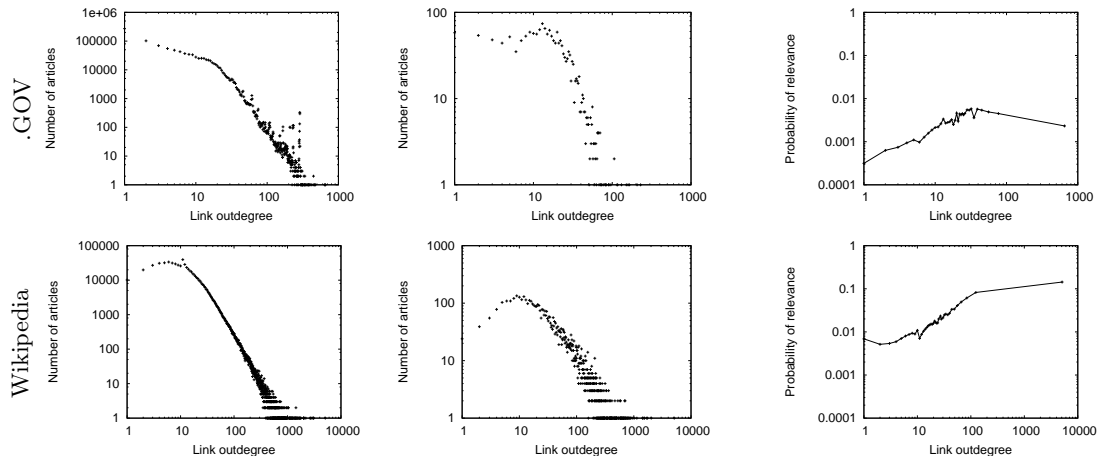 .GOV
Number of articles
1e+06
100000
10000
1000
100
10
1
1 10 100 1000
Link outdegree
Number of articles
100
10
1
1 10 100 1000
Link outdegree
Probability of relevance
1
0.1
0.01
0.001
0.0001
1 10 100 1000
Link outdegree
Wikipedia
Number of articles
100000
10000
1000
100
10
1
1 10 100 1000 10000
Link outdegree
Number of articles
1000
100
10
1
1 10 100 1000 10000
Link outdegree
Probability of relevance
1
0.1
0.01
0.001
0.0001
1 10 100 1000 10000
Link outdegree